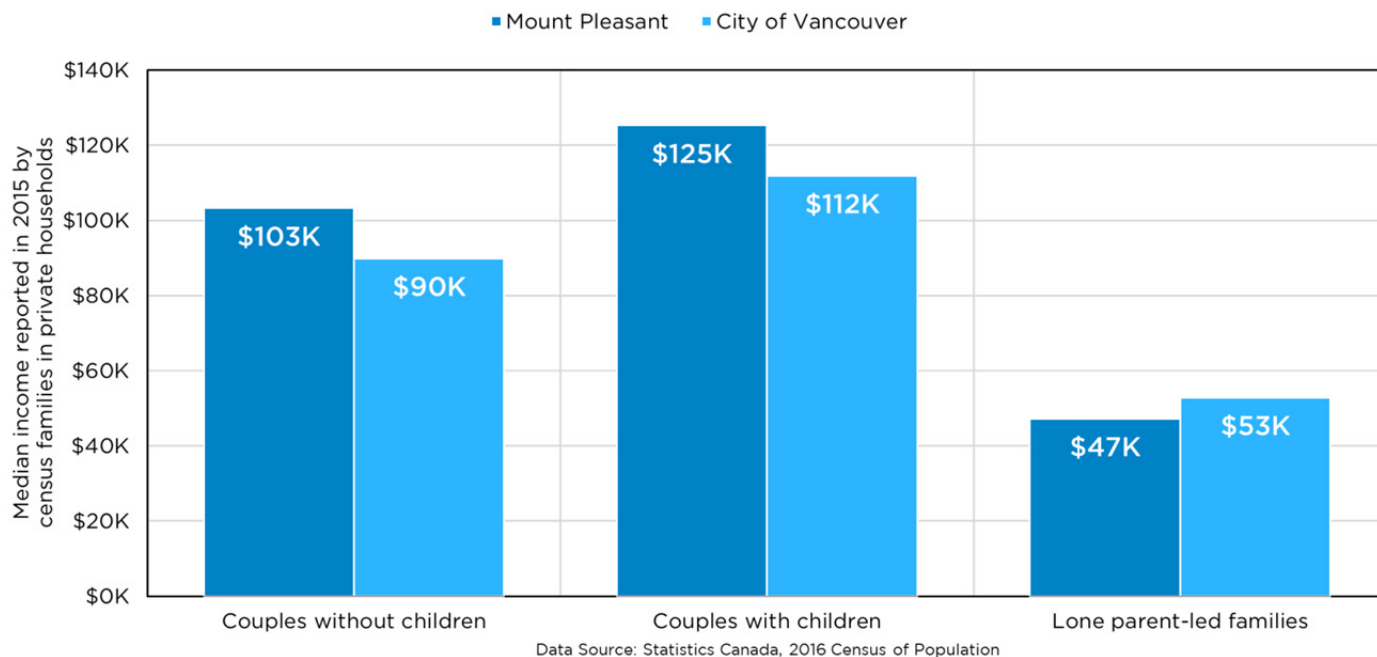 Mount Pleasant City of Vancouver
Median income reported in 2015 by
census families in private households
$140K
$120K
$100K
$80K
$60K
$40K
$20K
$0K
$103K
$90K
$125K
$112K
$47K
$53K
Couples without children
Couples with children
Lone parent-led families
Data Source: Statistics Canada, 2016 Census of Population